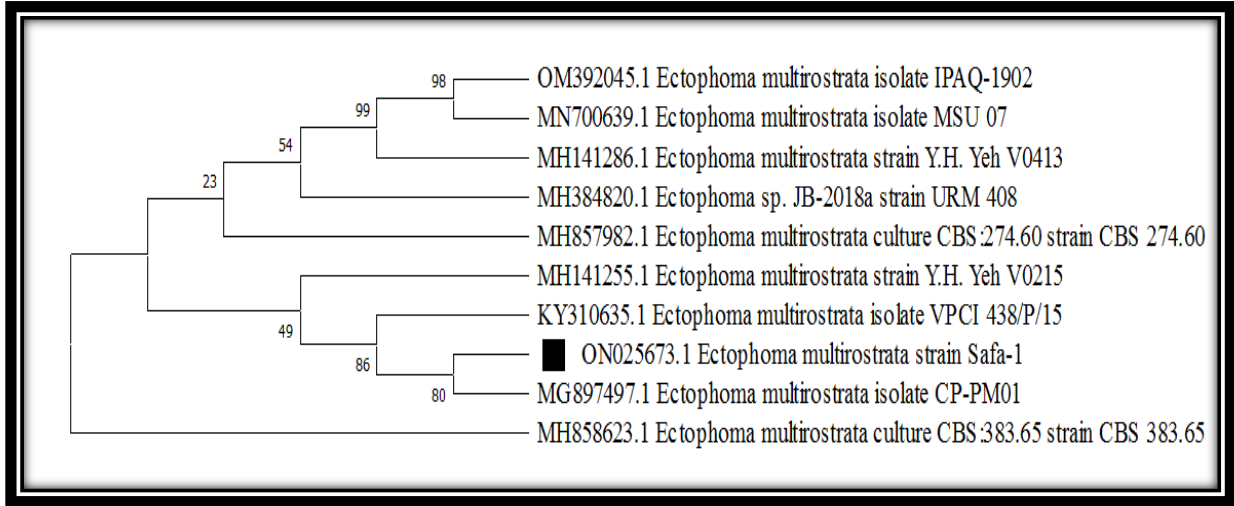 98
OM392045.1 Ectophoma multirostrata isolate IPAQ-1902
99
MN700639.1 Ectophoma multirostrata isolate MSU 07
54
MH141286.1 Ectophoma multirostrata strain Y.H. Yeh V0413
23
MH384820.1 Ectophoma sp. JB-2018a strain URM 408
MH857982.1 Ectophoma multirostrata culture CBS:274.60 strain CBS 274.60
MH141255.1 Ectophoma multirostrata strain Y.H. Yeh V0215
49
KY310635.1 Ectophoma multirostrata isolate VPCI 438/P/15
86
ON025673.1 Ectophoma multirostrata strain Safa-1
80
MG897497.1 Ectophoma multirostrata isolate CP-PM01
MH858623.1 Ectophoma multirostrata culture CBS:383.65 strain CBS 383.65